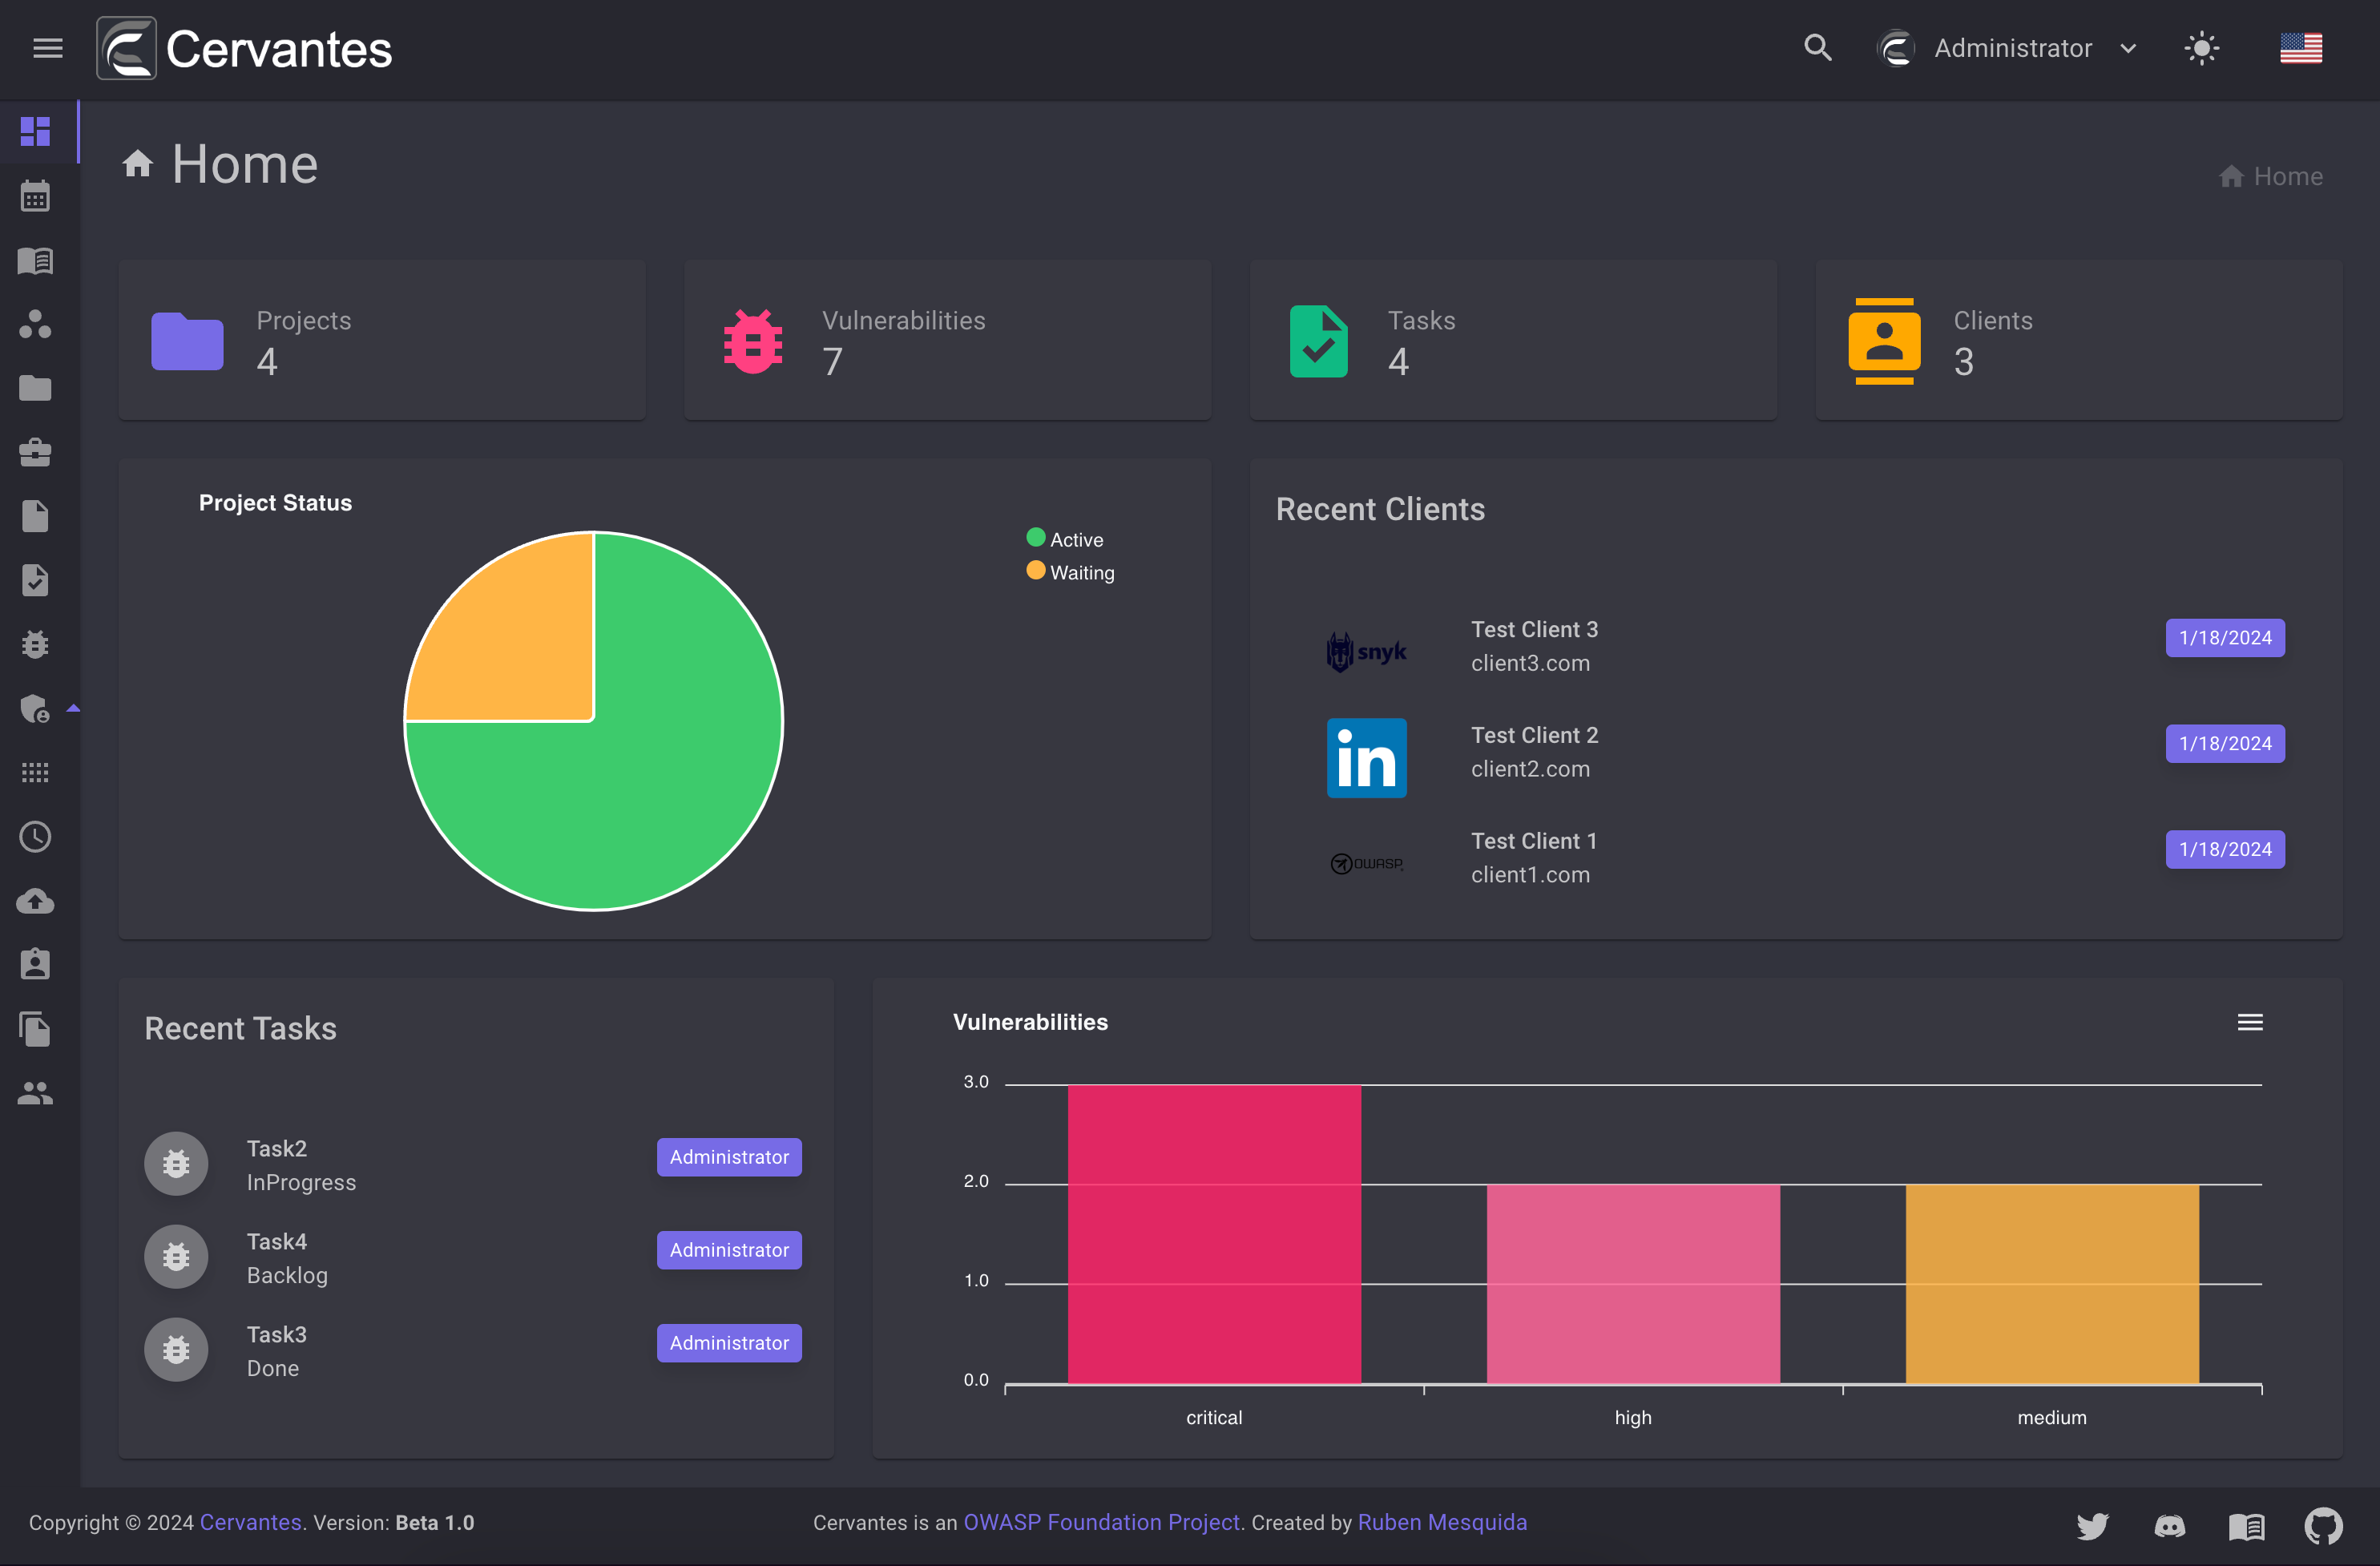 Cervantes
Administrator
Home
Home
Projects
4
Vulnerabilities
7
Tasks
4
Clients
3
Project Status
Active
Waiting
Recent Clients
snyk
Test Client 3
client3.com
1/18/2024
in
Test Client 2
client2.com
1/18/2024
OWASP
Test Client 1
client1.com
1/18/2024
Recent Tasks
Task2
InProgress
Administrator
Task4
Backlog
Administrator
Task3
Done
Administrator
Vulnerabilities
3.0
2.0
1.0
0.0
critical
high
medium
Copyright © 2024 Cervantes. Version: Beta 1.0
Cervantes is an OWASP Foundation Project. Created by Ruben Mesquida